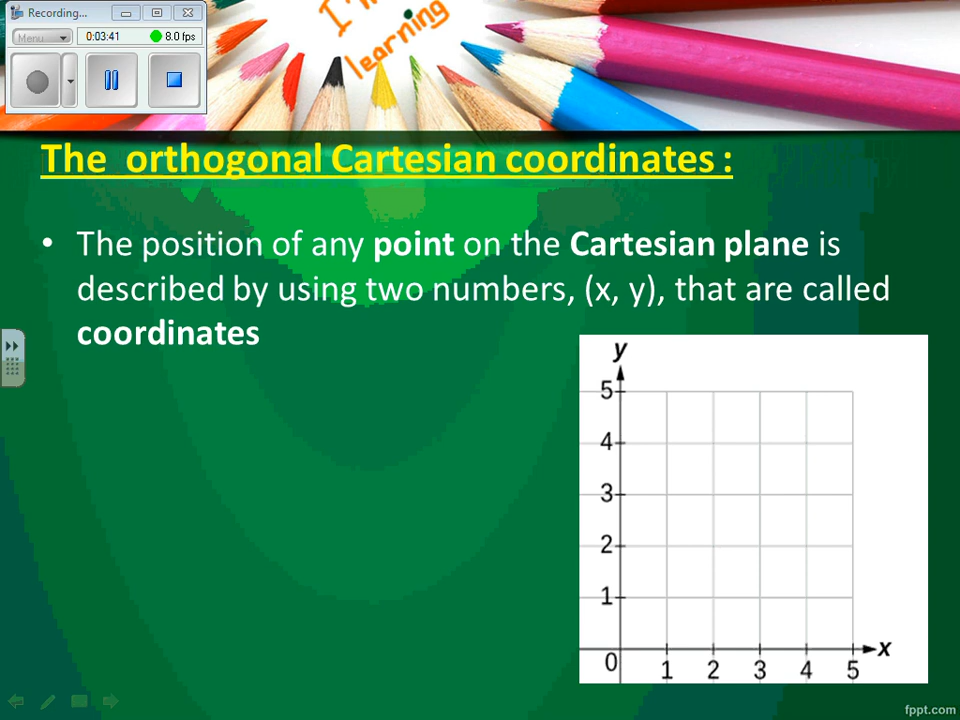 Recording...
Menu...
0:03:41
8.0 fps
I'm
learning
The orthogonal Cartesian coordinates :
• The position of any point on the Cartesian plane is
described by using two numbers, (x, y), that are called
coordinates
y
5
4
3
2
1
0
1 2 3 4 5
x
fppt.com